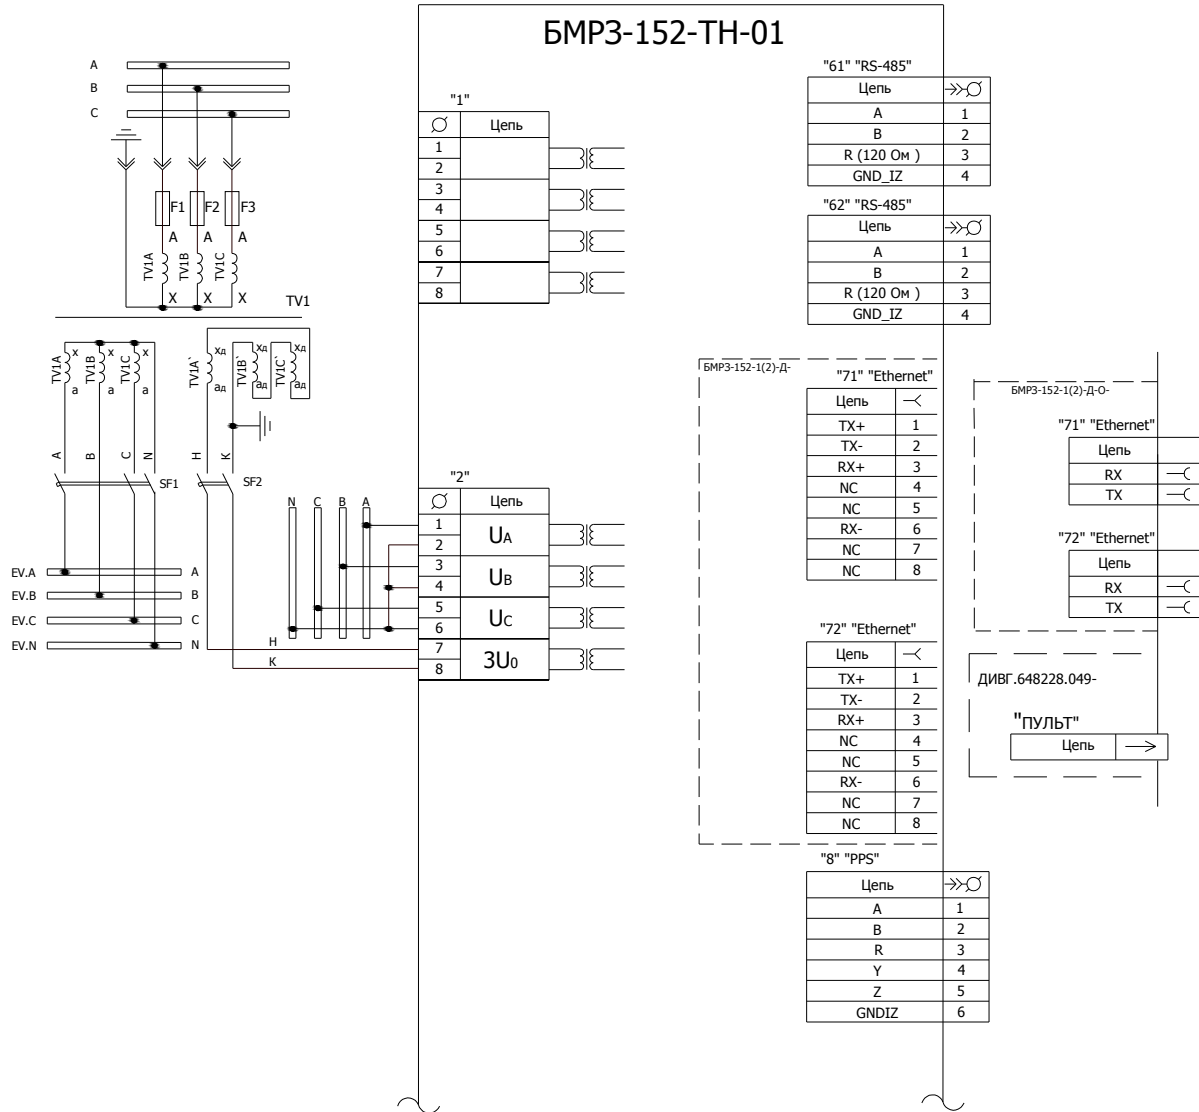 БМРЗ-152-ТН-01
A
B
C
F1 F2 F3
A A A
TV1A TV1B TV1C
X X X
TV1
TV1A TV1B TV1C
x x x
a a a
TV1A` TV1B` TV1C`
xд xд xд
aд aд aд
A B C N
SF1
Н К
SF2
EV.A A
EV.B B
EV.C C
EV.N N
"1"
Цепь
1
2
3
4
5
6
7
8
N C B A
Н
К
"2"
Цепь
1
2
UA
3
4
UB
5
6
UC
7
8
3U0
"61" "RS-485"
Цепь
A 1
B 2
R (120 Ом ) 3
GND_IZ 4
"62" "RS-485"
Цепь
A 1
B 2
R (120 Ом ) 3
GND_IZ 4
БМРЗ-152-1(2)-Д-
"71" "Ethernet"
Цепь
TX+ 1
TX- 2
RX+ 3
NC 4
NC 5
RX- 6
NC 7
NC 8
"72" "Ethernet"
Цепь
TX+ 1
TX- 2
RX+ 3
NC 4
NC 5
RX- 6
NC 7
NC 8
"8" "PPS"
Цепь
A 1
B 2
R 3
Y 4
Z 5
GNDIZ 6
БМРЗ-152-1(2)-Д-О-
"71" "Ethernet"
Цепь
RX
TX
"72" "Ethernet"
Цепь
RX
TX
ДИВГ.648228.049-
"ПУЛЬТ"
Цепь